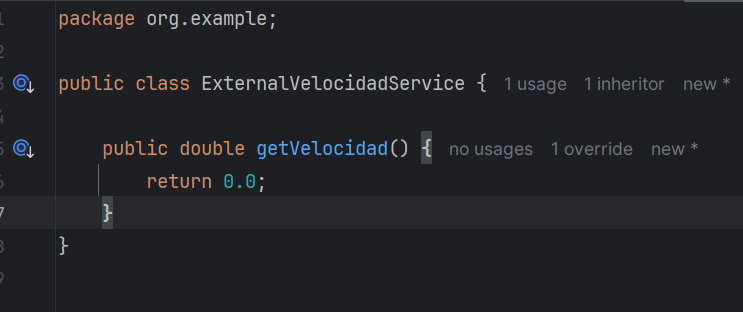 1 package org.example;
2
3 public class ExternalVelocidadService { 1 usage 1 inheritor new *
4
5 public double getVelocidad() { no usages 1 override new *
6 return 0.0;
7 }
8 }
9